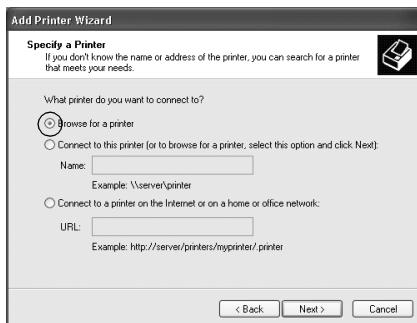 Add Printer Wizard
Specify a Printer
If you don't know the name or address of the printer, you can search for a printer
that meets your needs.
What printer do you want to connect to?
Browse for a printer
Connect to this printer (or to browse for a printer, select this option and click Next):
Name:
Example: \\server\printer
Connect to a printer on the Internet or on a home or office network:
URL:
Example: http://server/printers/myprinter/.printer
< Back
Next >
Cancel